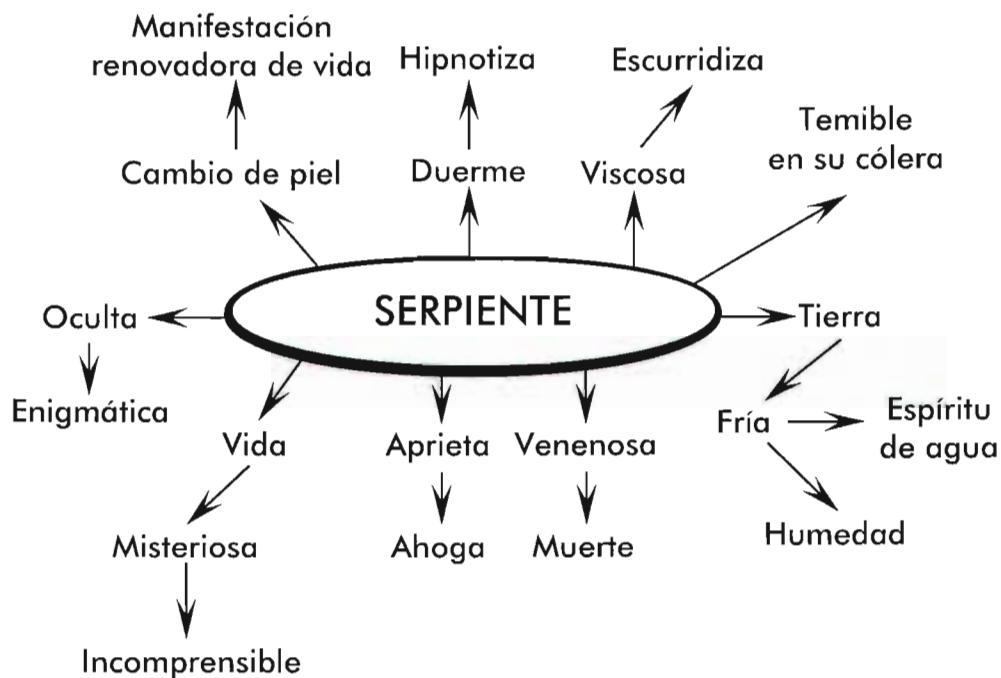 Manifestación
renovadora de vida
Hipnotiza
Escurridiza
Temible
en su cólera
Cambio de piel
Duerme
Viscosa
SERPIENTE
Oculta
Tierra
Enigmática
Vida
Aprieta
Venenosa
Fría
Espíritu
de agua
Misteriosa
Ahoga
Muerte
Humedad
Incomprensible